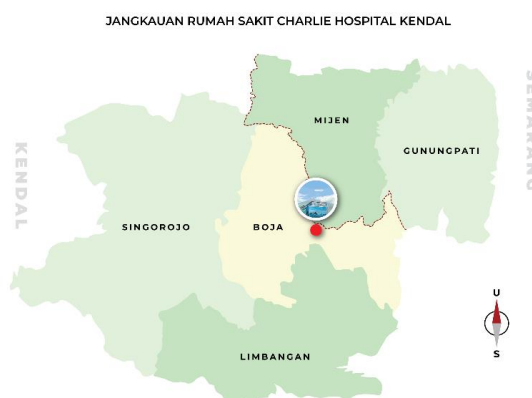 JANGKAUAN RUMAH SAKIT CHARLIE HOSPITAL KENDAL
MIJEN
GUNUNGPATI
SEMARANG
KENDAL
SINGOROJO
BOJA
LIMBANGAN
U
S